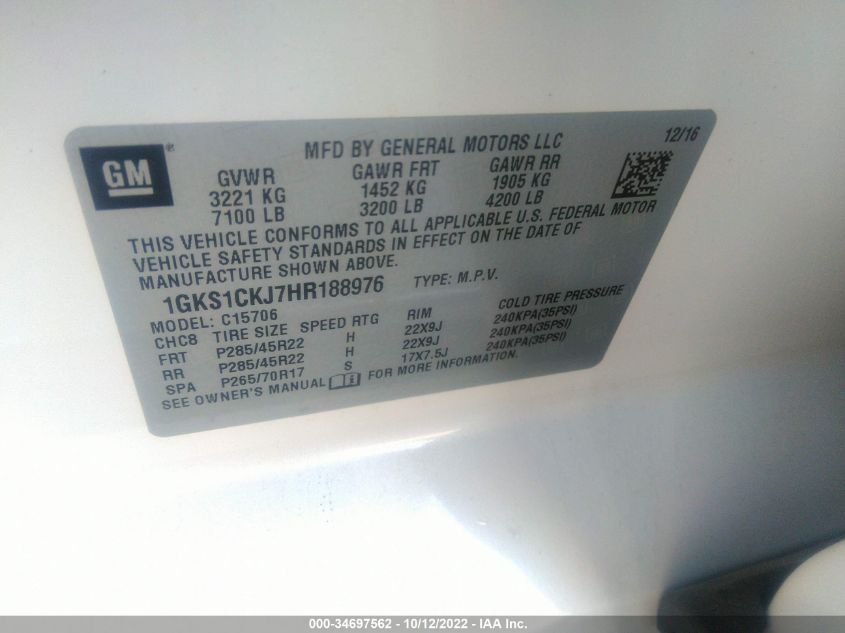 GM ®
MFD BY GENERAL MOTORS LLC 12/16
GVWR GAWR FRT GAWR RR
3221 KG 1452 KG 1905 KG
7100 LB 3200 LB 4200 LB
THIS VEHICLE CONFORMS TO ALL APPLICABLE U.S. FEDERAL MOTOR
VEHICLE SAFETY STANDARDS IN EFFECT ON THE DATE OF
MANUFACTURE SHOWN ABOVE.
1GKS1CKJ7HR188976 TYPE: M.P.V.
MODEL: C15706
CHC8 TIRE SIZE SPEED RTG RIM COLD TIRE PRESSURE
FRT P285/45R22 H 22X9J 240KPA(35PSI)
RR P285/45R22 H 22X9J 240KPA(35PSI)
SPA P265/70R17 S 17X7.5J 240KPA(35PSI)
SEE OWNER'S MANUAL FOR MORE INFORMATION.
000-34697562 - 10/12/2022 - IAA Inc.